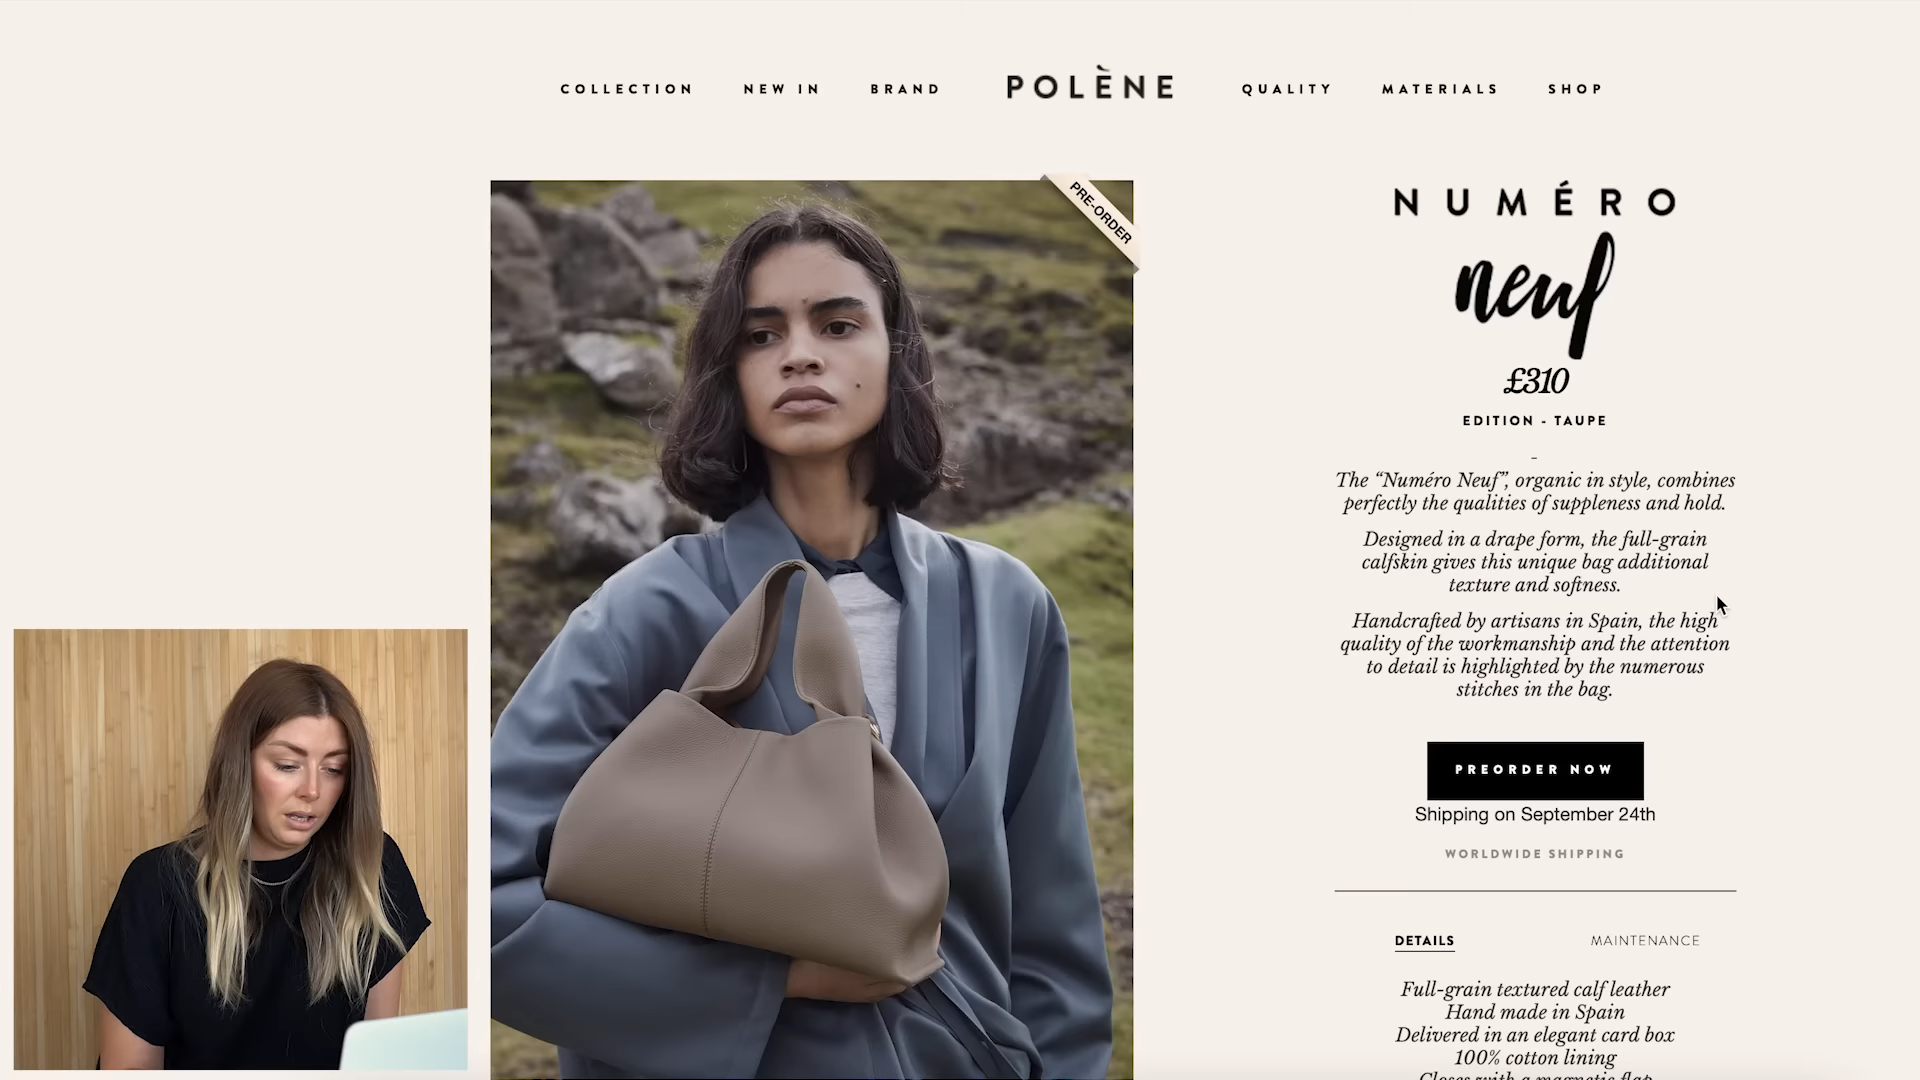 COLLECTION NEW IN BRAND POLÈNE QUALITY MATERIALS SHOP
PRE-ORDER
NUMÉRO
neuf
£310
EDITION - TAUPE
-
The “Numéro Neuf”, organic in style, combines
perfectly the qualities of suppleness and hold.
Designed in a drape form, the full-grain
calfskin gives this unique bag additional
texture and softness.
Handcrafted by artisans in Spain, the high
quality of the workmanship and the attention
to detail is highlighted by the numerous
stitches in the bag.
PREORDER NOW
Shipping on September 24th
WORLDWIDE SHIPPING
DETAILS MAINTENANCE
Full-grain textured calf leather
Hand made in Spain
Delivered in an elegant card box
100% cotton lining
Closes with a magnetic flap